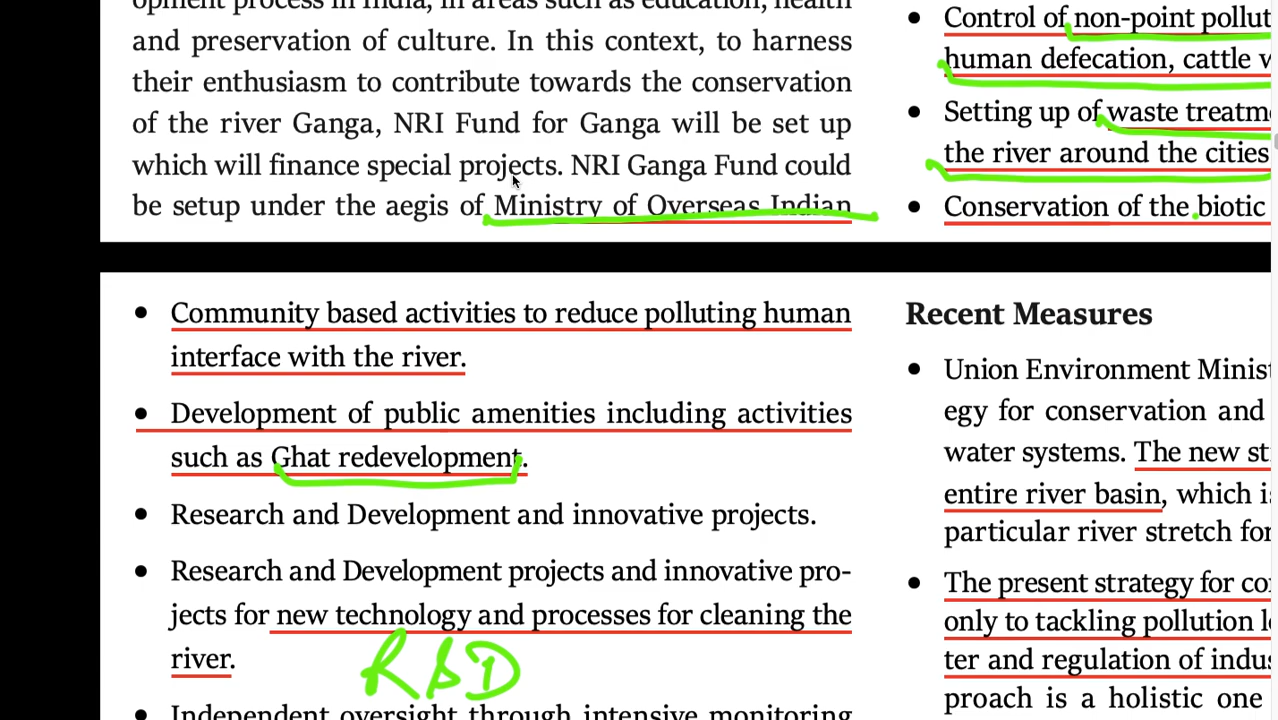 opment process in India, in areas such as education, health
and preservation of culture. In this context, to harness
their enthusiasm to contribute towards the conservation
of the river Ganga, NRI Fund for Ganga will be set up
which will finance special projects. NRI Ganga Fund could
be setup under the aegis of Ministry of Overseas Indian
• Control of non-point pollut
human defecation, cattle w
• Setting up of waste treatm
the river around the cities
• Conservation of the biotic
• Community based activities to reduce polluting human
interface with the river.
• Development of public amenities including activities
such as Ghat redevelopment.
• Research and Development and innovative projects.
• Research and Development projects and innovative pro-
jects for new technology and processes for cleaning the
river.
R&D
• Independent oversight through intensive monitoring
Recent Measures
• Union Environment Minist
egy for conservation and
water systems. The new st
entire river basin, which i
particular river stretch for
• The present strategy for co
only to tackling pollution l
ter and regulation of indus
proach is a holistic one